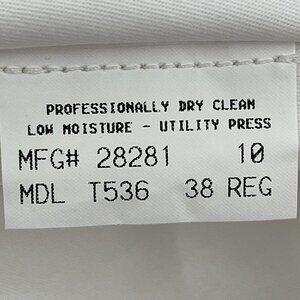 PROFESSIONALLY DRY CLEAN
LOW MOISTURE - UTILITY PRESS
MFG# 28281 10
MDL T536 38 REG